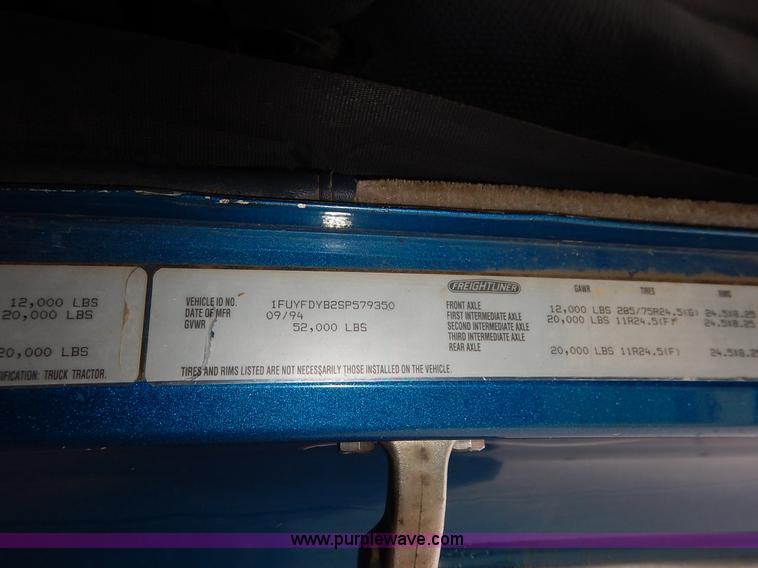 12,000 LBS
20,000 LBS
20,000 LBS
SIFICATION: TRUCK TRACTOR.
FREIGHTLINER
VEHICLE ID NO. 1FUYFDYB2SP579350
DATE OF MFR 09/94
GVWR 52,000 LBS
GAWR TIRES RIMS
FRONT AXLE 12,000 LBS 285/75R24.5(G) 24.5X8.25
FIRST INTERMEDIATE AXLE 20,000 LBS 11R24.5(F) 24.5X8.25
SECOND INTERMEDIATE AXLE
THIRD INTERMEDIATE AXLE
REAR AXLE 20,000 LBS 11R24.5(F) 24.5X8.25
TIRES AND RIMS LISTED ARE NOT NECESSARILY THOSE INSTALLED ON THE VEHICLE.
www.purplewave.com